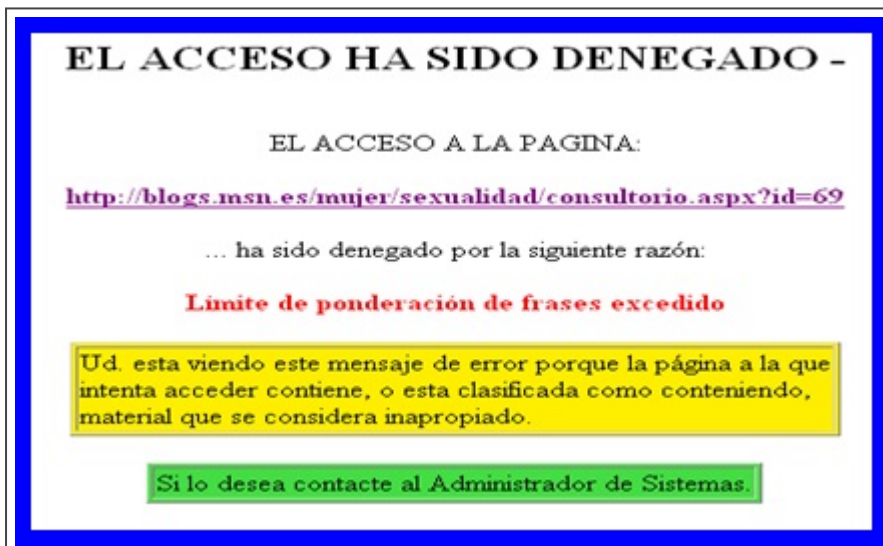 EL ACCESO HA SIDO DENEGADO -
EL ACCESO A LA PAGINA:
http://blogs.msn.es/mujer/sexualidad/consultorio.aspx?id=69
... ha sido denegado por la siguiente razón:
Límite de ponderación de frases excedido
Ud. esta viendo este mensaje de error porque la página a la que
intenta acceder contiene, o esta clasificada como conteniendo,
material que se considera inapropiado.
Si lo desea contacte al Administrador de Sistemas.